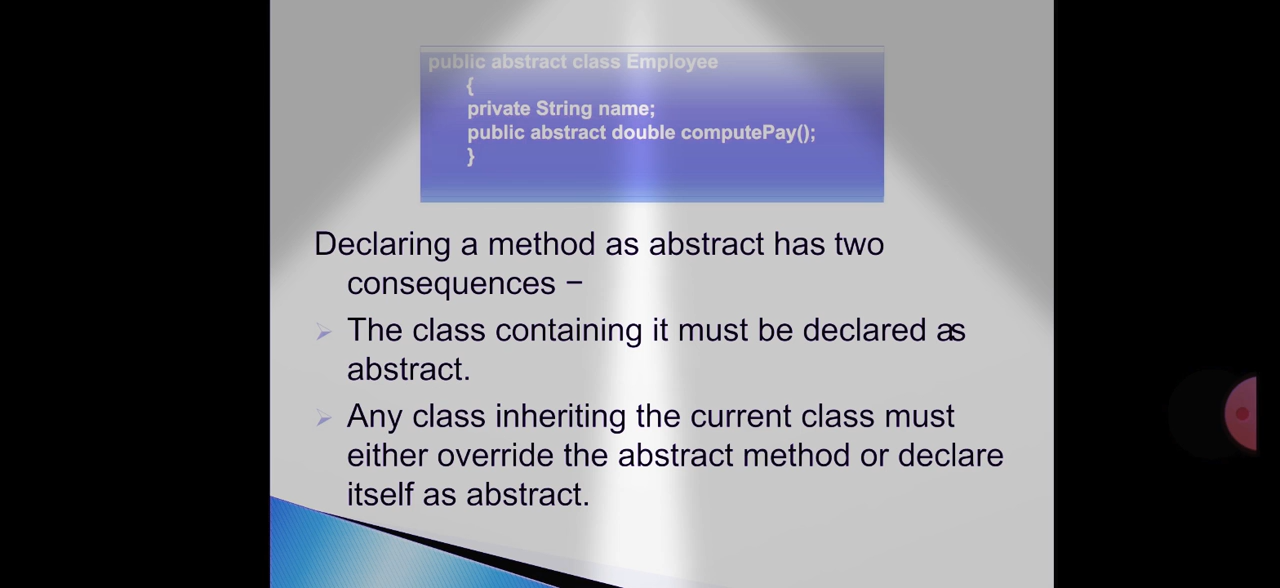 public abstract class Employee
{
private String name;
public abstract double computePay();
}
Declaring a method as abstract has two
consequences −
The class containing it must be declared as
abstract.
Any class inheriting the current class must
either override the abstract method or declare
itself as abstract.